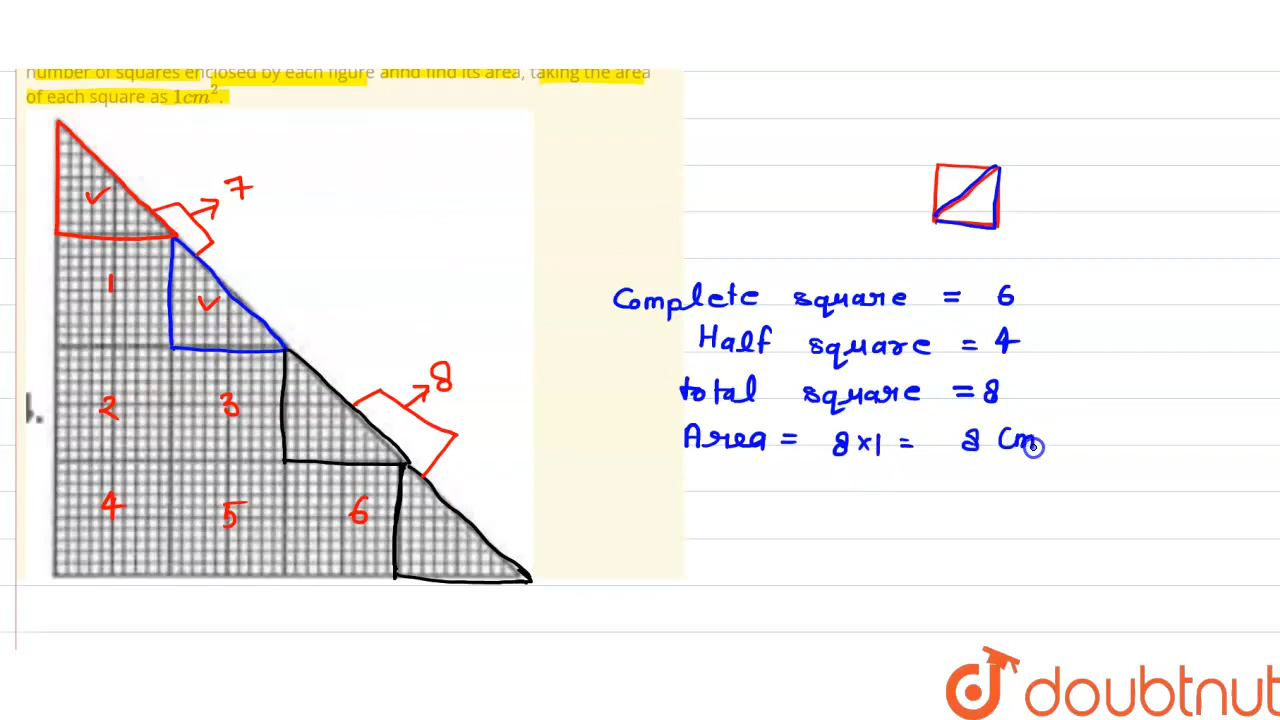 number of squares enclosed by each figure annd find its area, taking the area
of each square as 1cm².
7
1
8
2 3
4 5 6
Complete square = 6
Half square = 4
total square = 8
Area = 8 × 1 = 8 Cm
doubtnut